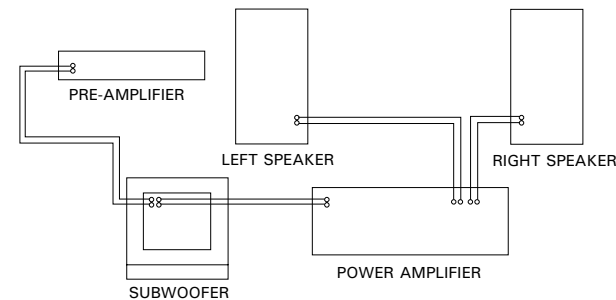 PRE-AMPLIFIER
LEFT SPEAKER
RIGHT SPEAKER
POWER AMPLIFIER
SUBWOOFER